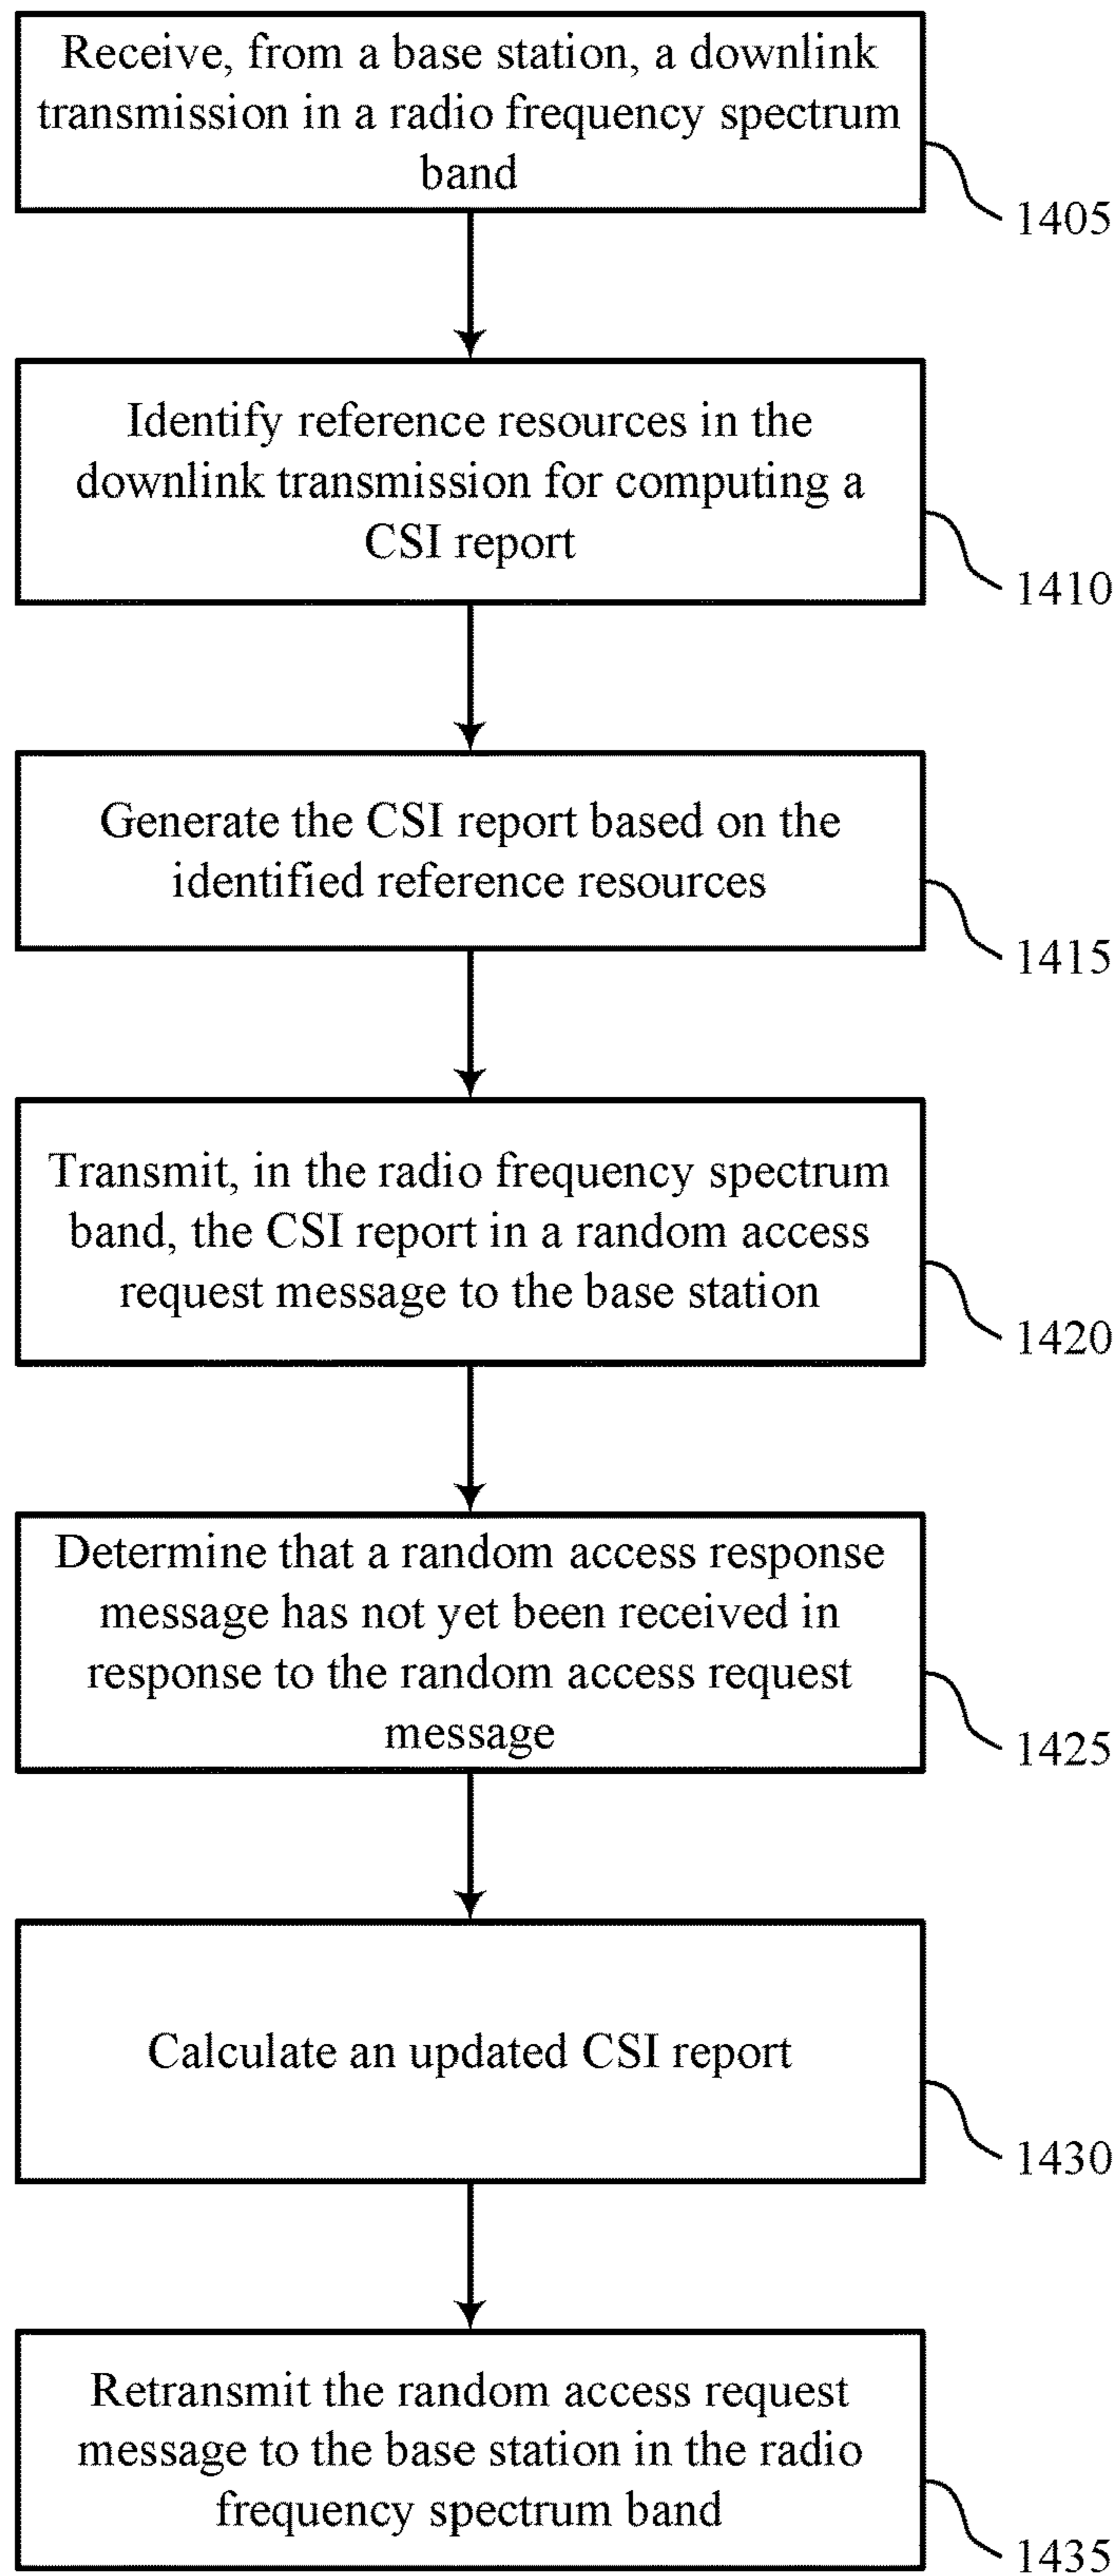 Receive, from a base station, a downlink
transmission in a radio frequency spectrum
band
1405
Identify reference resources in the
downlink transmission for computing a
CSI report
1410
Generate the CSI report based on the
identified reference resources
1415
Transmit, in the radio frequency spectrum
band, the CSI report in a random access
request message to the base station
1420
Determine that a random access response
message has not yet been received in
response to the random access request
message
1425
Calculate an updated CSI report
1430
Retransmit the random access request
message to the base station in the radio
frequency spectrum band
1435